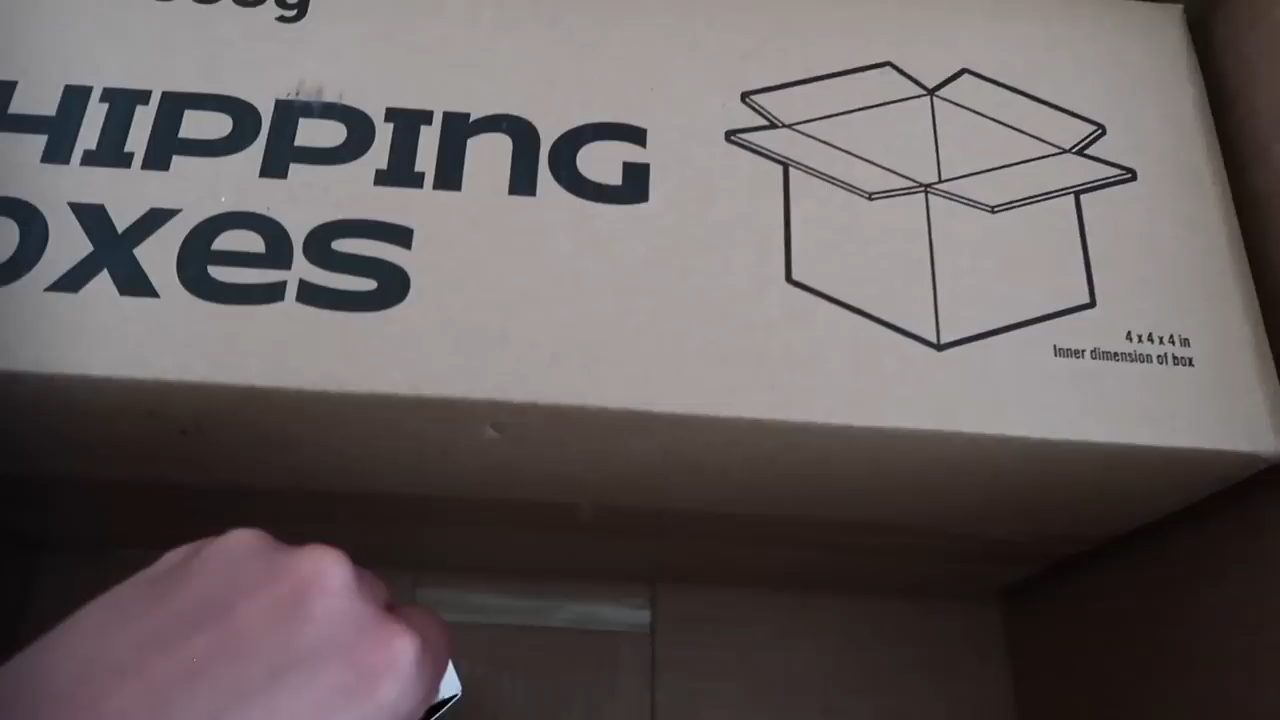 HIPPING
oxes
4 x 4 x 4 in
Inner dimension of box